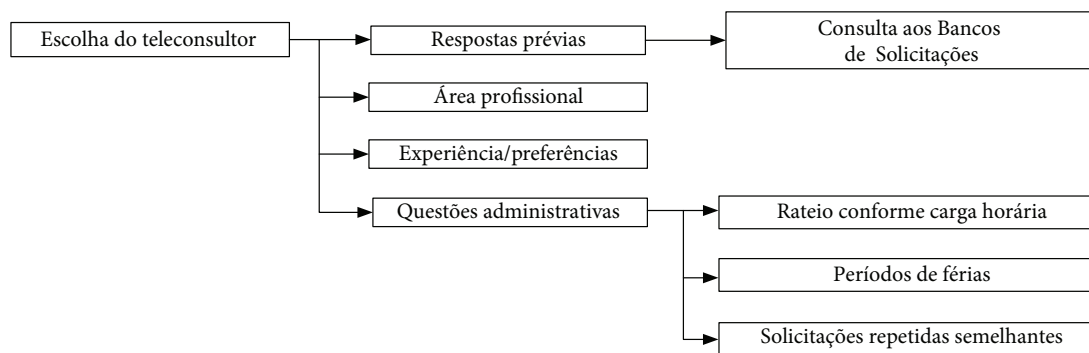 Escolha do teleconsultor
Respostas prévias
Consulta aos Bancos
de Solicitações
Área profissional
Experiência/preferências
Questões administrativas
Rateio conforme carga horária
Períodos de férias
Solicitações repetidas semelhantes